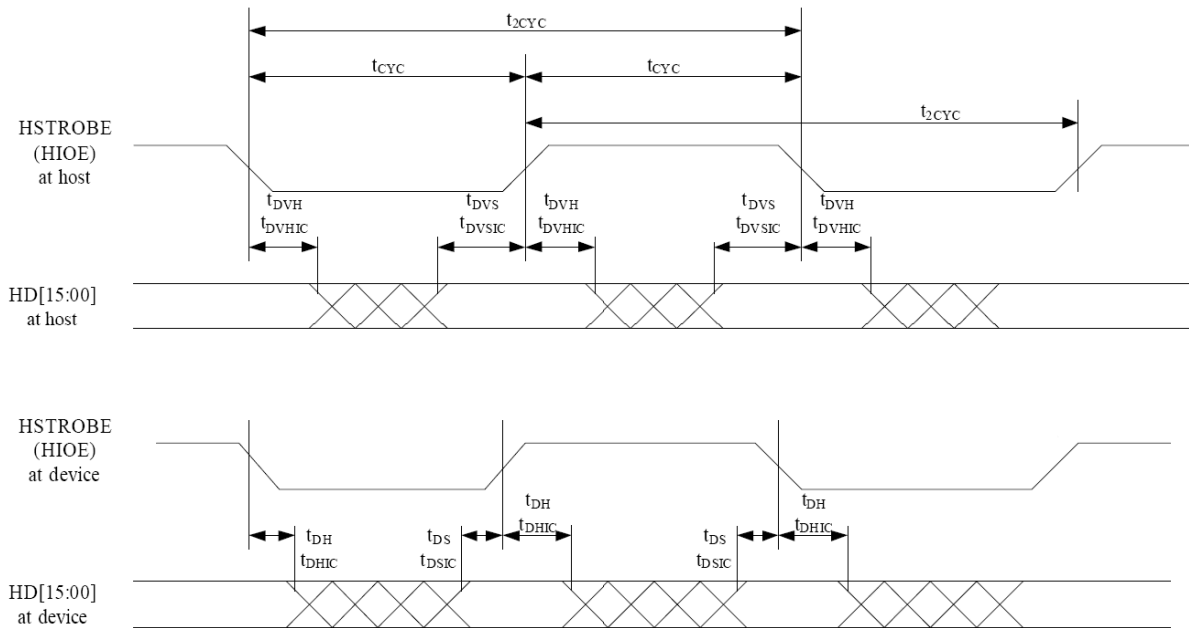 t2CYC
tCYC tCYC
t2CYC
HSTROBE
(HIOE)
at host
tDVH tDVS tDVH tDVS tDVH
tDVHIC tDVSIC tDVHIC tDVSIC tDVHIC
HD[15:00]
at host
HSTROBE
(HIOE)
at device
tDH tDH
tDHIC tDHIC
tDH tDS tDS
tDHIC tDSIC tDSIC
HD[15:00]
at device